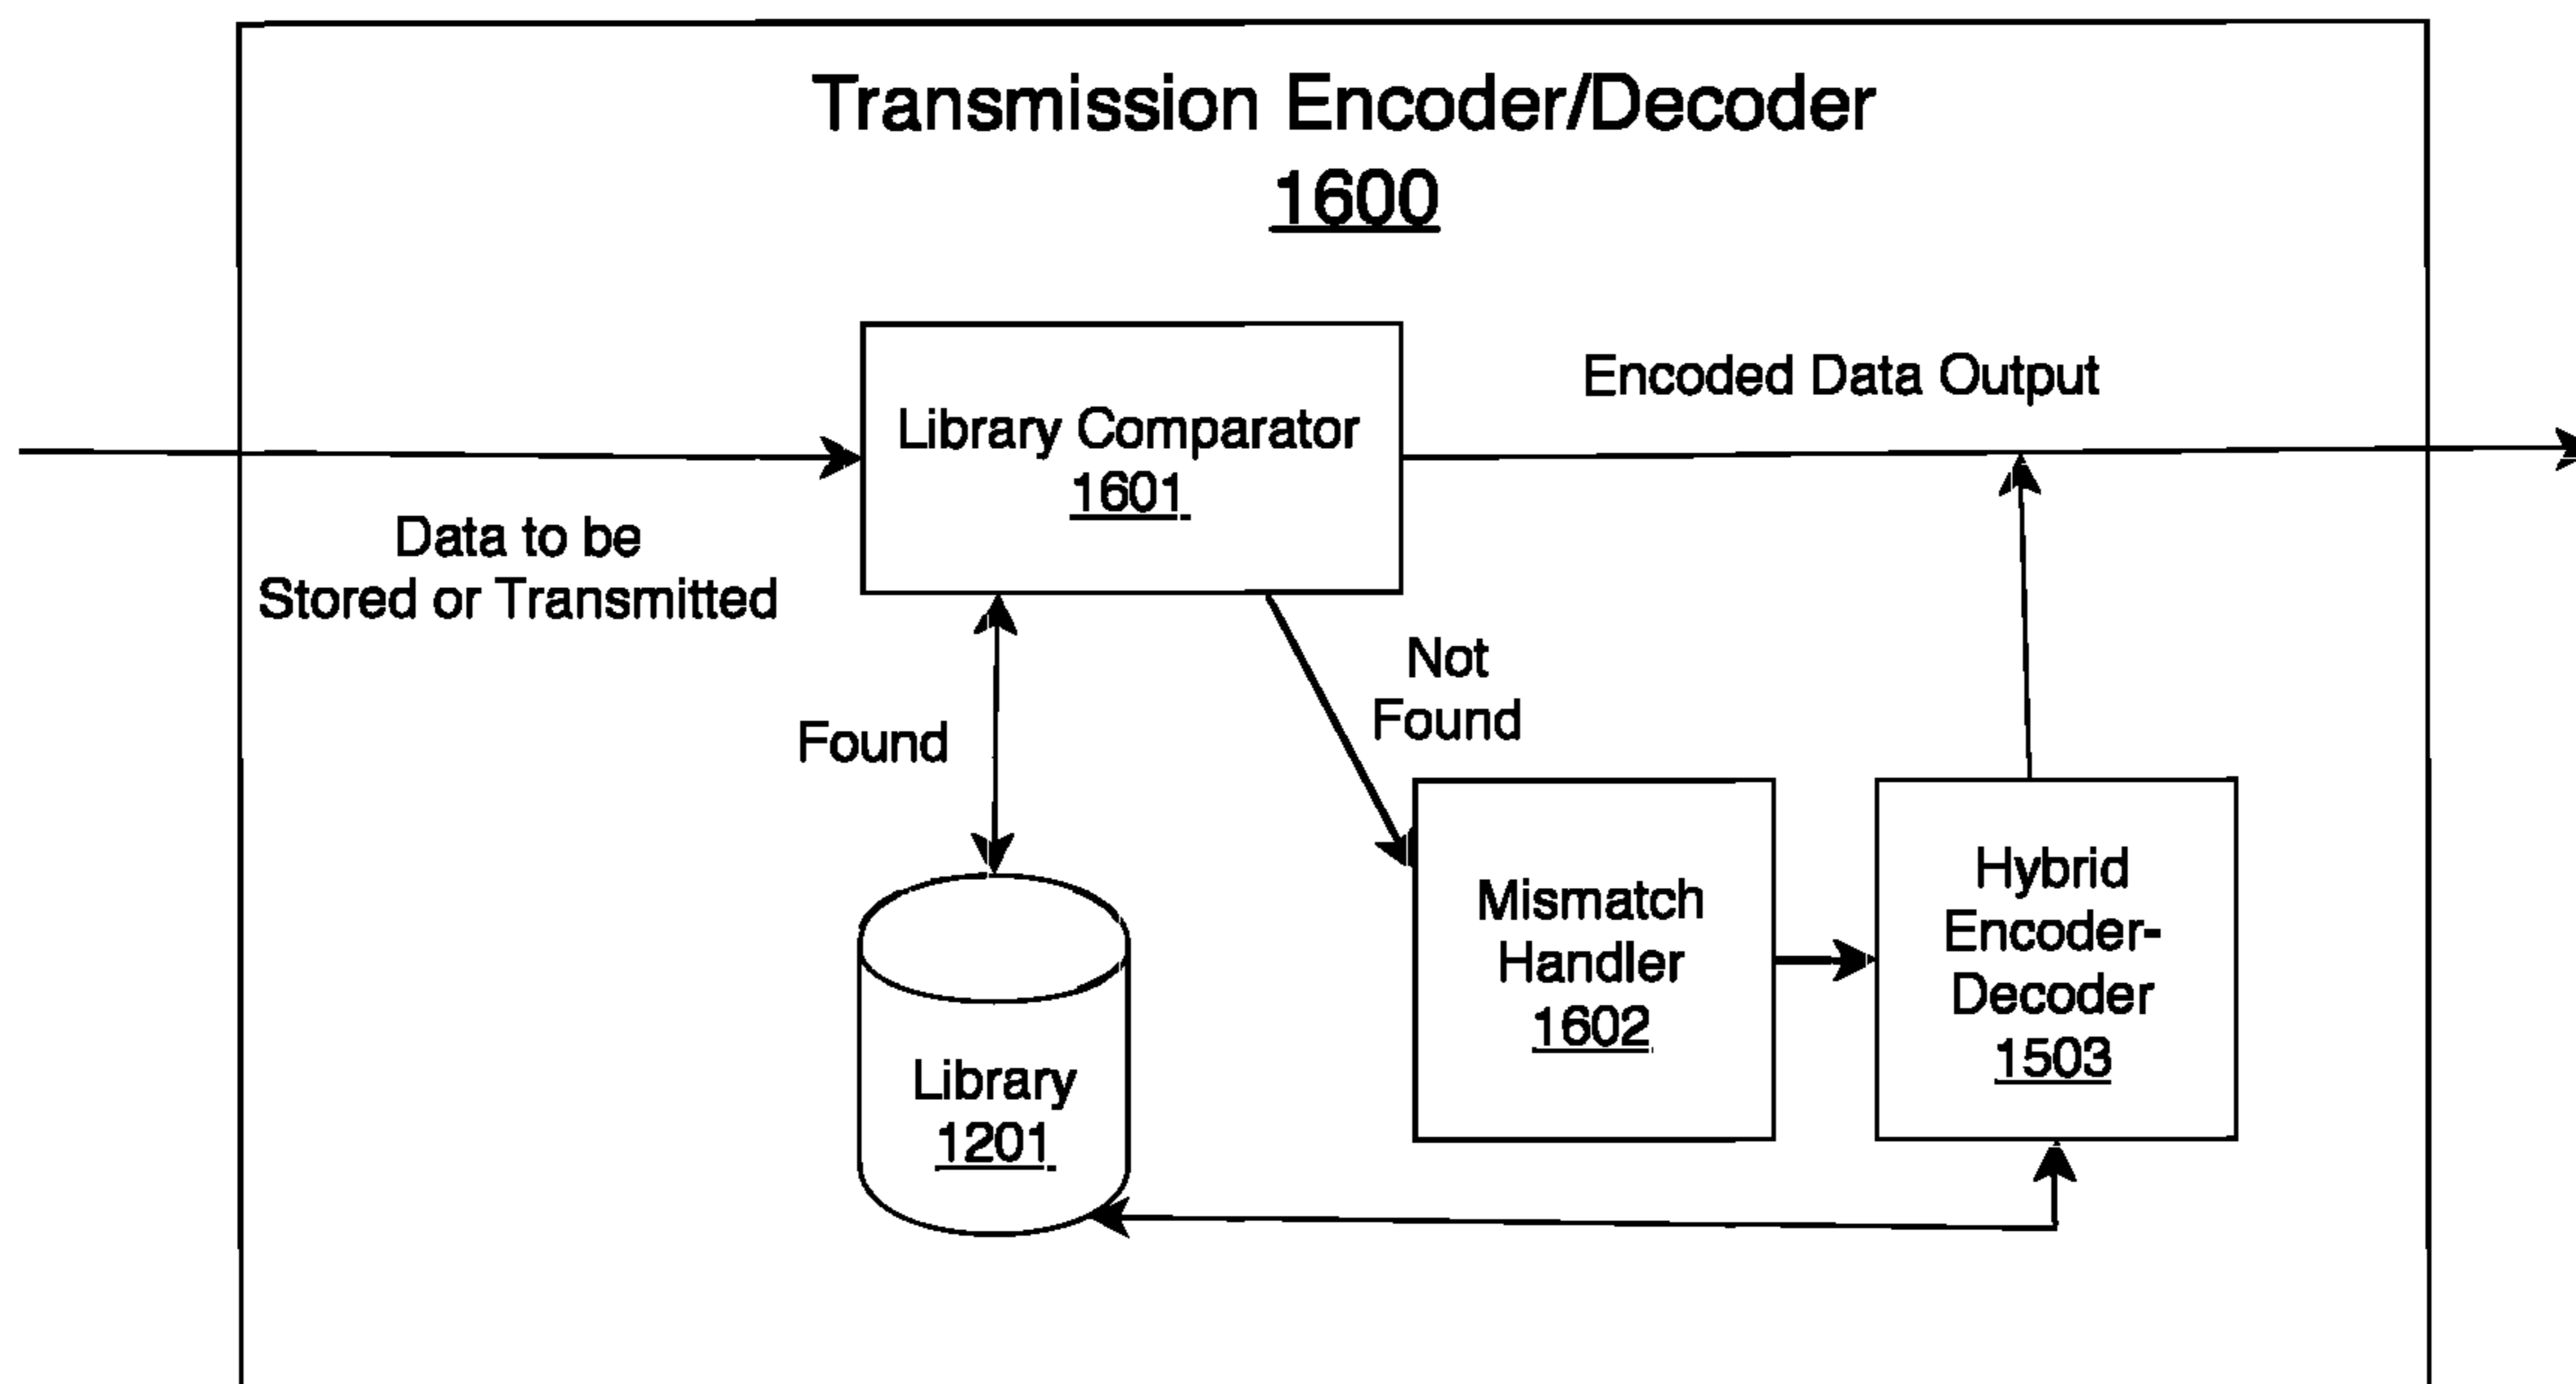 Transmission Encoder/Decoder
1600
Library Comparator
1601
Encoded Data Output
Data to be
Stored or Transmitted
Found
Not
Found
Mismatch
Handler
1602
Hybrid
Encoder-
Decoder
1503
Library
1201